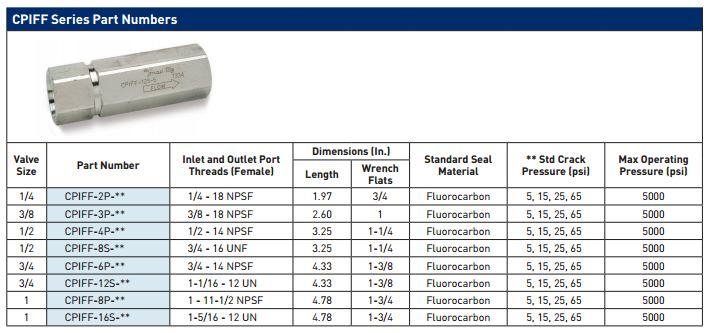 CPIFF Series Part Numbers
CPIFF-12S-5 1334
FLOW
Valve Size Part Number Inlet and Outlet Port Threads (Female) Dimensions (In.) Length Wrench Flats Standard Seal Material ** Std Crack Pressure (psi) Max Operating Pressure (psi)
1/4 CPIFF-2P-** 1/4 - 18 NPSF 1.97 3/4 Fluorocarbon 5, 15, 25, 65 5000
3/8 CPIFF-3P-** 3/8 - 18 NPSF 2.60 1 Fluorocarbon 5, 15, 25, 65 5000
1/2 CPIFF-4P-** 1/2 - 14 NPSF 3.25 1-1/4 Fluorocarbon 5, 15, 25, 65 5000
1/2 CPIFF-8S-** 3/4 - 16 UNF 3.25 1-1/4 Fluorocarbon 5, 15, 25, 65 5000
3/4 CPIFF-6P-** 3/4 - 14 NPSF 4.33 1-3/8 Fluorocarbon 5, 15, 25, 65 5000
3/4 CPIFF-12S-** 1-1/16 - 12 UN 4.33 1-3/8 Fluorocarbon 5, 15, 25, 65 5000
1 CPIFF-8P-** 1 - 11-1/2 NPSF 4.78 1-3/4 Fluorocarbon 5, 15, 25, 65 5000
1 CPIFF-16S-** 1-5/16 - 12 UN 4.78 1-3/4 Fluorocarbon 5, 15, 25, 65 5000